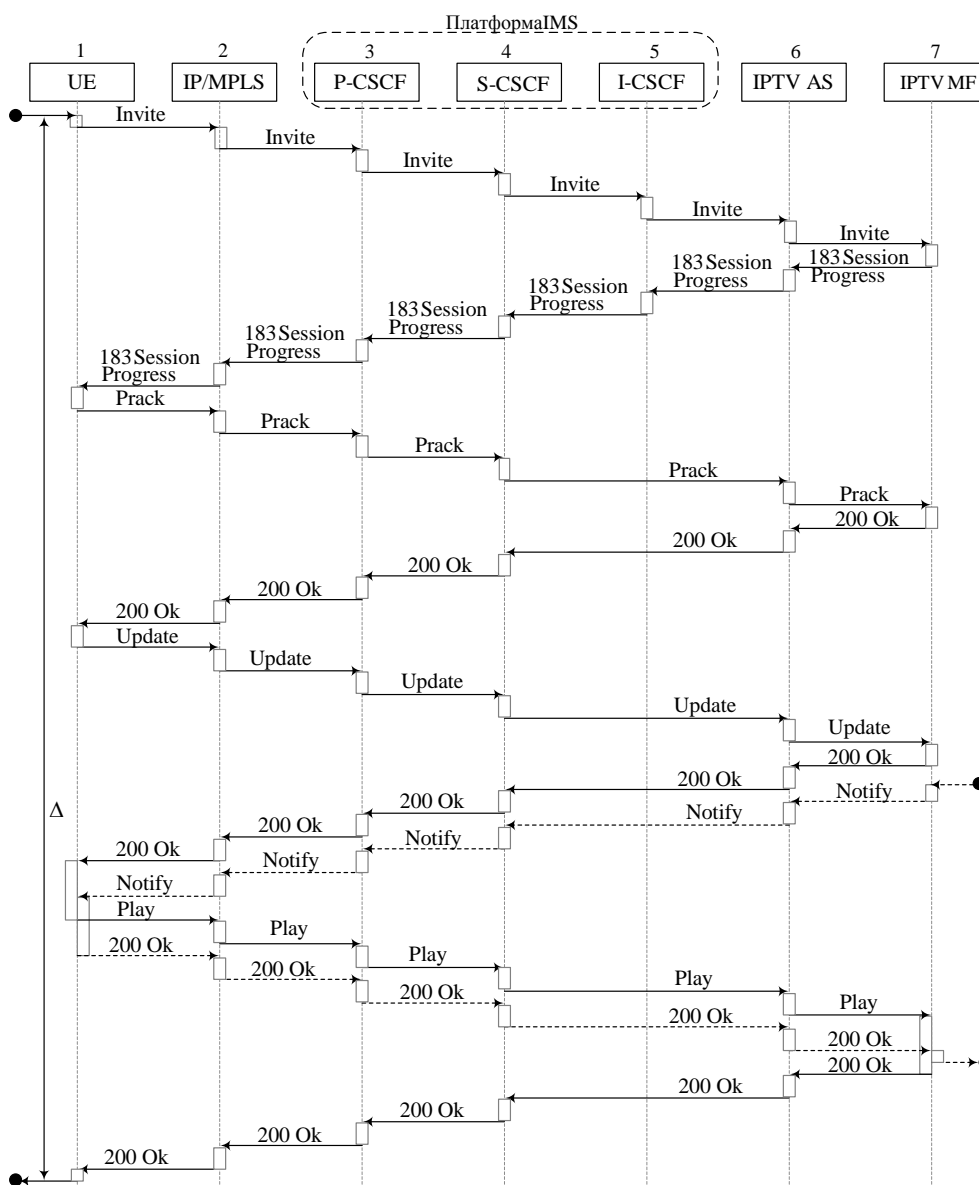 ПлатформаIMS
1 2 3 4 5 6 7
UE IP/MPLS P-CSCF S-CSCF I-CSCF IPTV AS IPTV MF
Invite
Invite
Invite
Invite
Invite
Invite
183 Session
Progress
183 Session
Progress
183 Session
Progress
183 Session
Progress
183 Session
Progress
183 Session
Progress
Prack
Prack
Prack
Prack
Prack
200 Ok
200 Ok
200 Ok
200 Ok
200 Ok
Update
Update
Update
Update
Update
200 Ok
200 Ok
Notify
200 Ok
Notify
Δ
200 Ok
Notify
200 Ok
Notify
Notify
Play
Play
200 Ok
Play
200 Ok
Play
200 Ok
Play
200 Ok
200 Ok
200 Ok
200 Ok
200 Ok
200 Ok
200 Ok